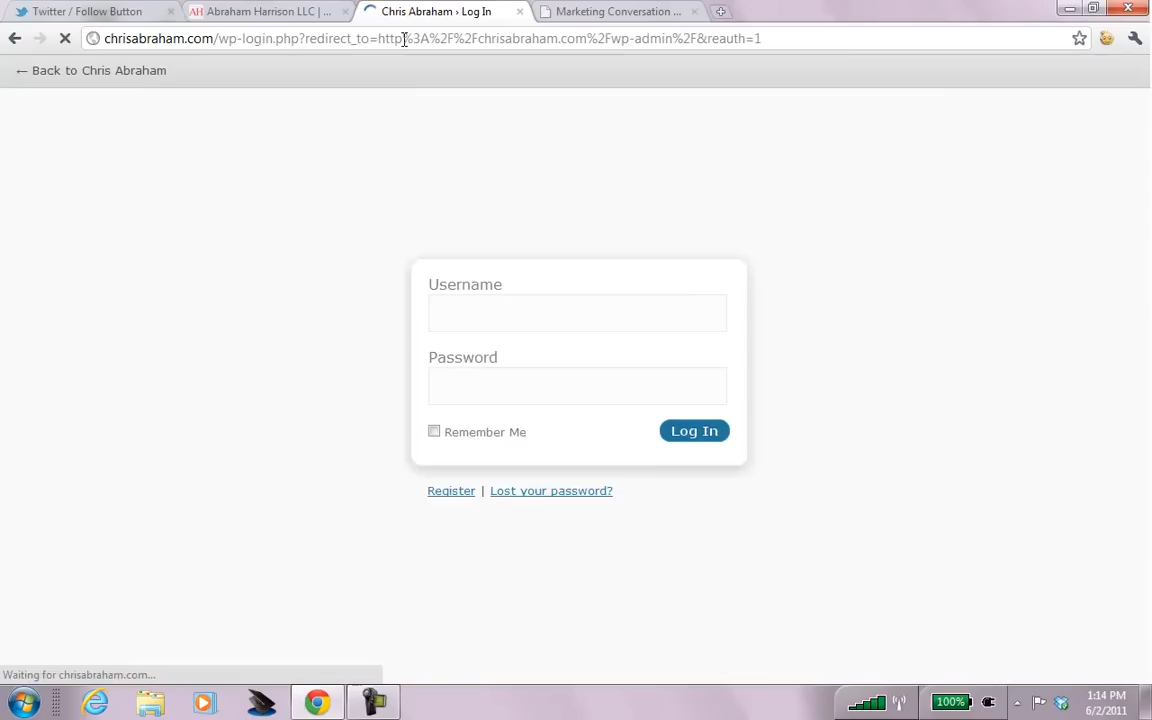 Twitter / Follow Button
AH Abraham Harrison LLC | ...
Chris Abraham › Log In
Marketing Conversation ...
chrisabraham.com/wp-login.php?redirect_to=http%3A%2F%2Fchrisabraham.com%2Fwp-admin%2F&reauth=1
← Back to Chris Abraham
Username
Password
Remember Me
Log In
Register | Lost your password?
Waiting for chrisabraham.com...
100%
1:14 PM
6/2/2011